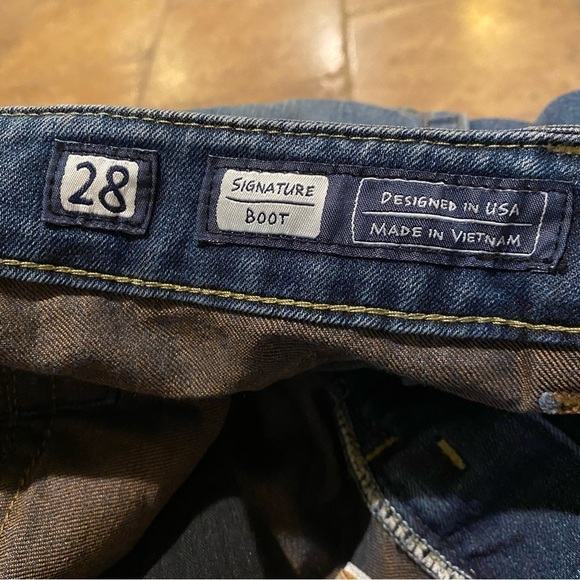 28
SIGNATURE
BOOT
DESIGNED IN USA
MADE IN VIETNAM